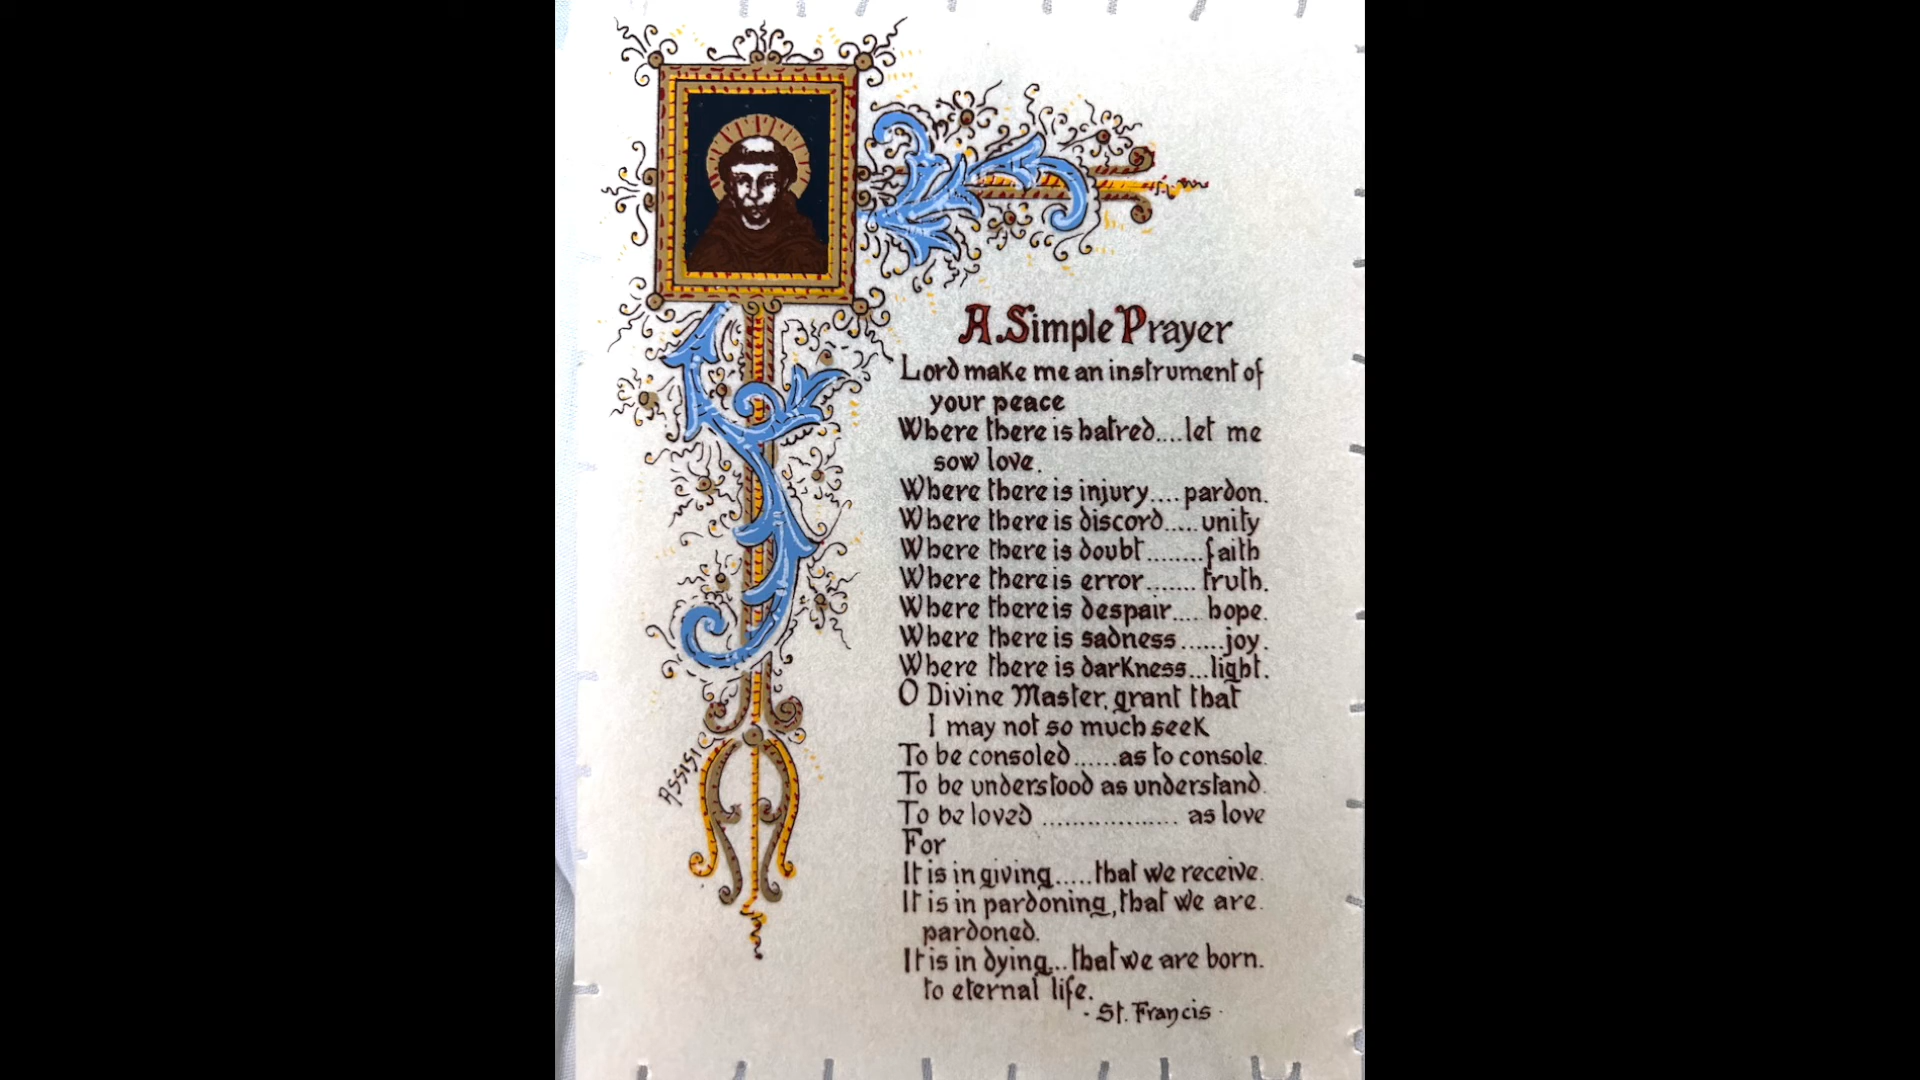 A.Simple Prayer
Lord make me an instrument of
your peace
Where there is hatred....let me
sow love.
Where there is injury.... pardon.
Where there is discord..... unity
Where there is doubt ........faith
Where there is error ....... truth.
Where there is despair.... hope.
Where there is sadness ......joy.
Where there is darkness...light.
O Divine Master, grant that
I may not so much seek
To be consoled ......as to console.
To be understood as understand.
To be loved ................. as love
For
It is in giving.....that we receive.
It is in pardoning, that we are.
pardoned.
It is in dying...that we are born.
to eternal life.
· St. Francis ·
Assisi